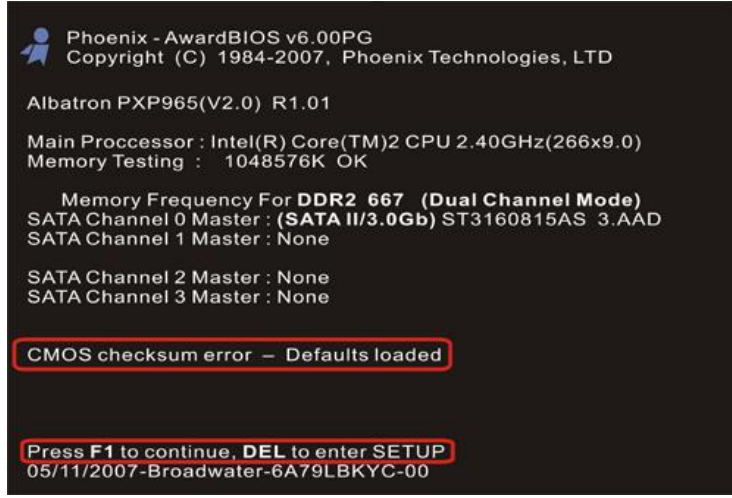 Phoenix - AwardBIOS v6.00PG
Copyright (C) 1984-2007, Phoenix Technologies, LTD
Albatron PXP965(V2.0) R1.01
Main Proccessor : Intel(R) Core(TM)2 CPU 2.40GHz(266x9.0)
Memory Testing : 1048576K OK
Memory Frequency For DDR2 667 (Dual Channel Mode)
SATA Channel 0 Master : (SATA II/3.0Gb) ST3160815AS 3.AAD
SATA Channel 1 Master : None
SATA Channel 2 Master : None
SATA Channel 3 Master : None
CMOS checksum error – Defaults loaded
Press F1 to continue, DEL to enter SETUP
05/11/2007-Broadwater-6A79LBKYC-00